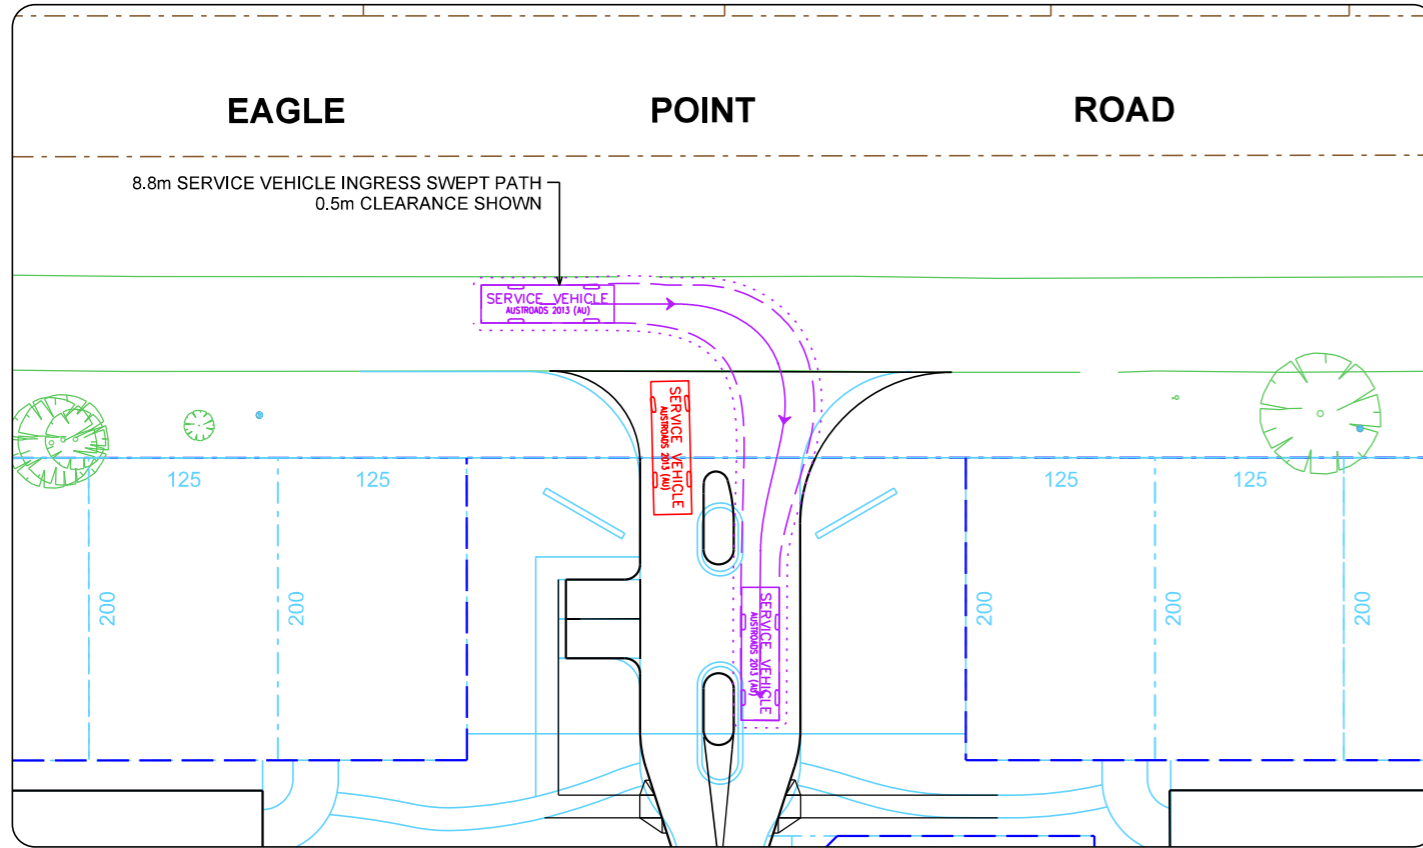 EAGLE POINT ROAD
8.8m SERVICE VEHICLE INGRESS SWEPT PATH
0.5m CLEARANCE SHOWN
SERVICE VEHICLE
AUSTROADS 2013 (AU)
SERVICE VEHICLE
AUSTROADS 2013 (AU)
125
125
125
125
200
200
200
200
200
SERVICE VEHICLE
AUSTROADS 2013 (AU)